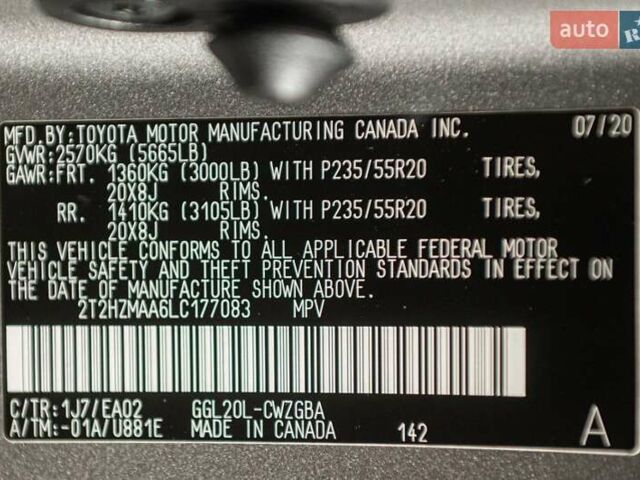 auto
R
MFD.BY:TOYOTA MOTOR MANUFACTURING CANADA INC. 07/20
GVWR:2570KG (5665LB)
GAWR:FRT. 1360KG (3000LB) WITH P235/55R20 TIRES,
20X8J RIMS.
RR. 1410KG (3105LB) WITH P235/55R20 TIRES,
20X8J RIMS.
THIS VEHICLE CONFORMS TO ALL APPLICABLE FEDERAL MOTOR
VEHICLE SAFETY AND THEFT PREVENTION STANDARDS IN EFFECT ON
THE DATE OF MANUFACTURE SHOWN ABOVE.
2T2HZMAA6LC177083 MPV
C/TR:1J7/EA02 GGL20L-CWZGBA
A/TM:-01A/U881E MADE IN CANADA 142 A